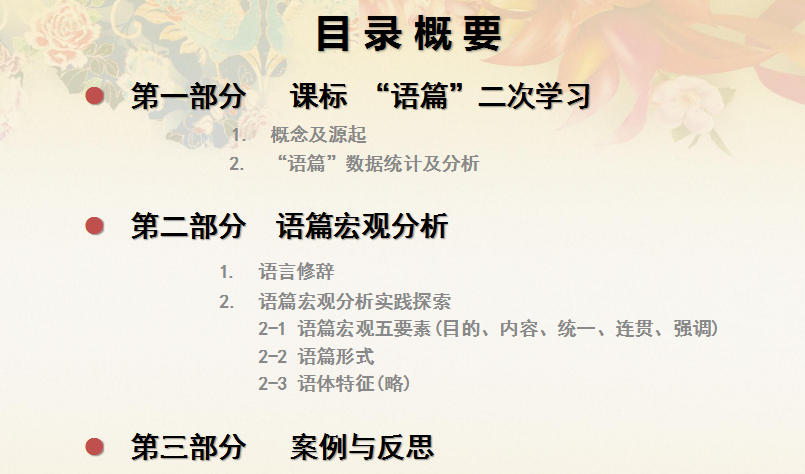 目录概要
第一部分 课标 “语篇”二次学习
1. 概念及源起
2. “语篇”数据统计及分析
第二部分 语篇宏观分析
1. 语言修辞
2. 语篇宏观分析实践探索
2-1 语篇宏观五要素(目的、内容、统一、连贯、强调)
2-2 语篇形式
2-3 语体特征(略)
第三部分 案例与反思